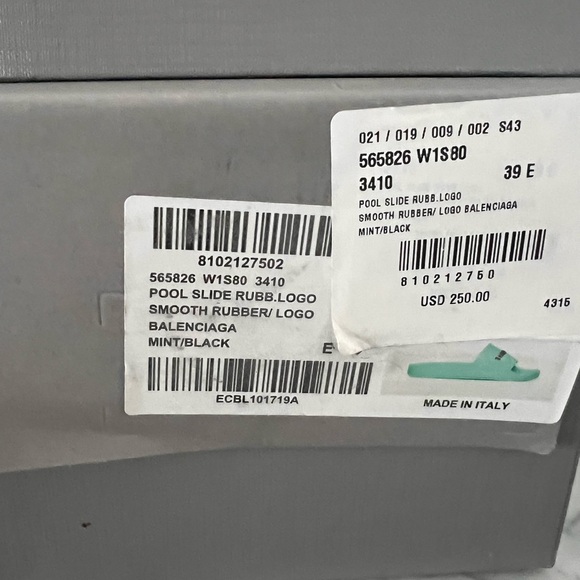 021 / 019 / 009 / 002 S43
565826 W1S80
3410 39 E
POOL SLIDE RUBB.LOGO
SMOOTH RUBBER/ LOGO BALENCIAGA
MINT/BLACK
810212750
USD 250.00 4315
8102127502
565826 W1S80 3410
POOL SLIDE RUBB.LOGO
SMOOTH RUBBER/ LOGO
BALENCIAGA
MINT/BLACK E
ECBL101719A
MADE IN ITALY